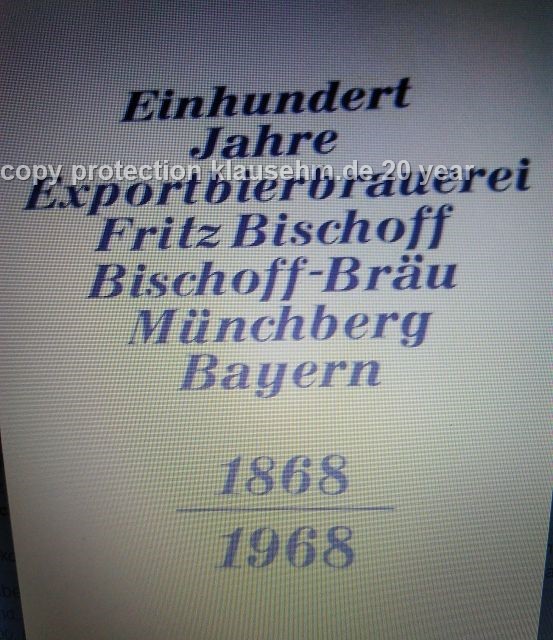 Einhundert
Jahre
copy protection klausehm.de 20 year
Exportbierbrauerei
Fritz Bischoff
Bischoff-Bräu
Münchberg
Bayern
1868
1968